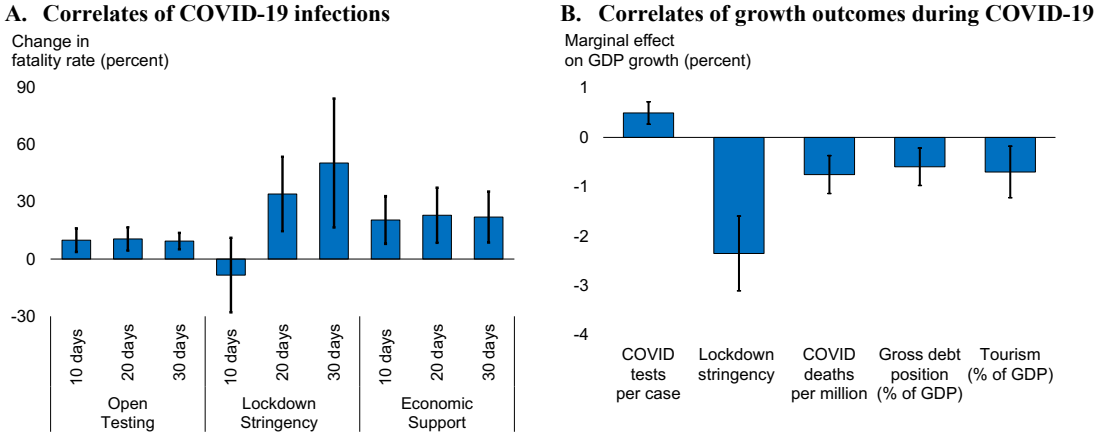 A. Correlates of COVID-19 infections
Change in
fatality rate (percent)
90
60
30
0
-30
10 days
20 days
30 days
10 days
20 days
30 days
10 days
20 days
30 days
Open
Testing
Lockdown
Stringency
Economic
Support
B. Correlates of growth outcomes during COVID-19
Marginal effect
on GDP growth (percent)
1
0
-1
-2
-3
-4
COVID
tests
per case
Lockdown
stringency
COVID
deaths
per million
Gross debt
position
(% of GDP)
Tourism
(% of GDP)